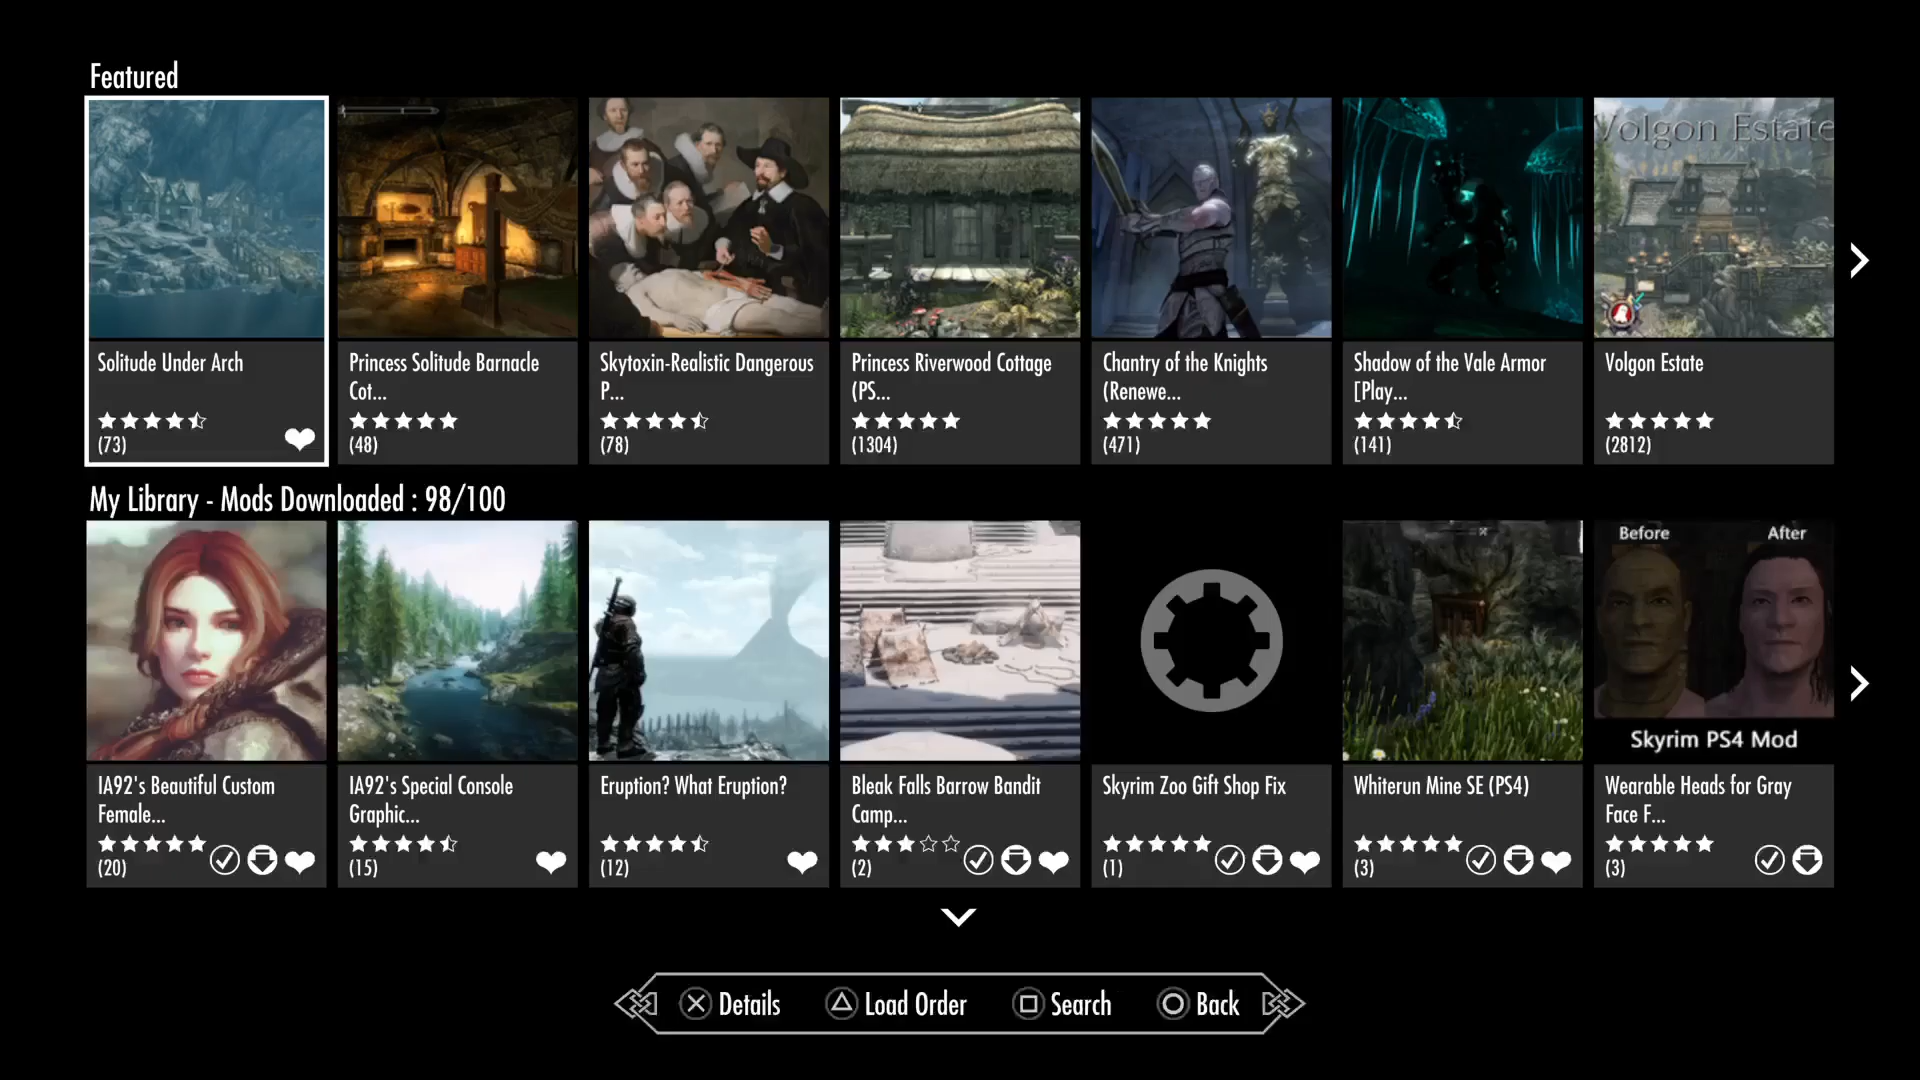 Featured
Volgon Estate
Solitude Under Arch
(73)
Princess Solitude Barnacle
Cot...
(48)
Skytoxin-Realistic Dangerous
P...
(78)
Princess Riverwood Cottage
(PS...
(1304)
Chantry of the Knights
(Renewe...
(471)
Shadow of the Vale Armor
[Play...
(141)
Volgon Estate
(2812)
My Library - Mods Downloaded : 98/100
Before After
Skyrim PS4 Mod
IA92's Beautiful Custom
Female...
(20)
IA92's Special Console
Graphic...
(15)
Eruption? What Eruption?
(12)
Bleak Falls Barrow Bandit
Camp...
(2)
Skyrim Zoo Gift Shop Fix
(1)
Whiterun Mine SE (PS4)
(3)
Wearable Heads for Gray
Face F...
(3)
Details Load Order Search Back